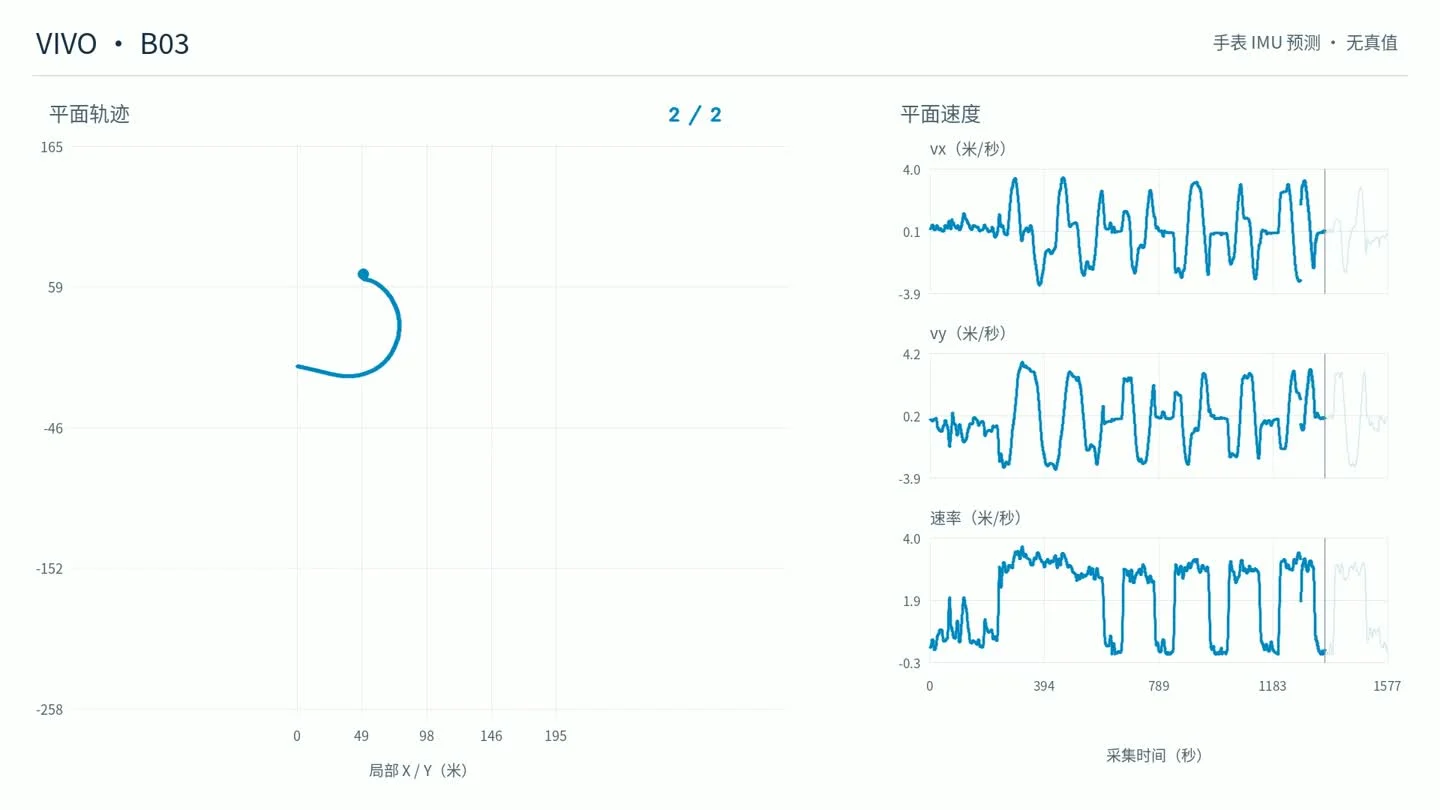 VIVO · B03
手表 IMU 预测 · 无真值
平面轨迹
2 / 2
165
59
-46
-152
-258
0 49 98 146 195
局部 X / Y（米）
平面速度
vx（米/秒）
4.0
0.1
-3.9
vy（米/秒）
4.2
0.2
-3.9
速率（米/秒）
4.0
1.9
-0.3
0 394 789 1183 1577
采集时间（秒）